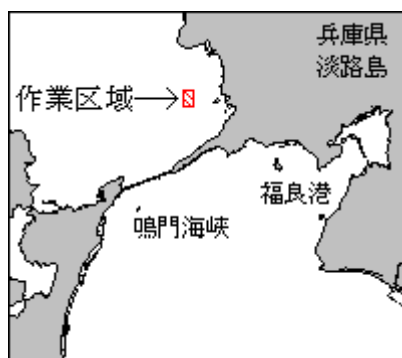 兵庫県
淡路島
作業区域
福良港
鳴門海峡